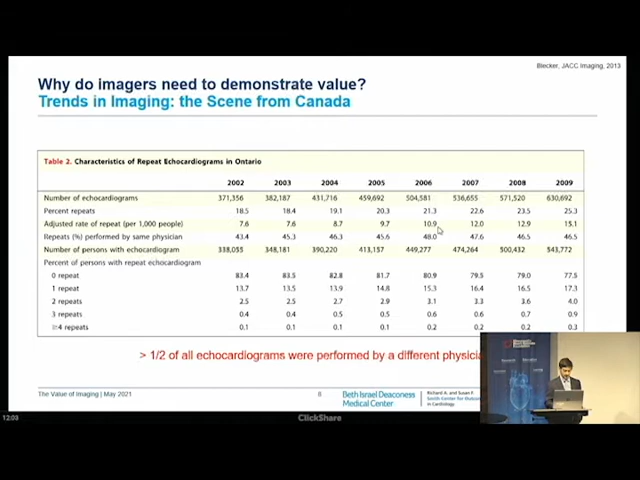 Blecker, JACC Imaging, 2013
Why do imagers need to demonstrate value?
Trends in Imaging: the Scene from Canada
Table 2. Characteristics of Repeat Echocardiograms in Ontario
2002 2003 2004 2005 2006 2007 2008 2009
Number of echocardiograms 371,356 382,187 431,716 459,692 504,581 536,655 571,520 630,692
Percent repeats 18.5 18.4 19.1 20.3 21.3 22.6 23.5 25.3
Adjusted rate of repeat (per 1,000 people) 7.6 7.6 8.7 9.7 10.9 12.0 12.9 15.1
Repeats (%) performed by same physician 43.4 45.3 46.3 45.6 48.0 47.6 46.5 46.5
Number of persons with echocardiogram 338,055 348,181 390,220 413,157 449,277 474,264 500,432 543,772
Percent of persons with repeat echocardiogram
0 repeat 83.4 83.5 82.8 81.7 80.9 79.5 79.0 77.5
1 repeat 13.7 13.5 13.9 14.8 15.3 16.4 16.5 17.3
2 repeats 2.5 2.5 2.7 2.9 3.1 3.3 3.6 4.0
3 repeats 0.4 0.4 0.5 0.5 0.6 0.6 0.7 0.9
≥4 repeats 0.1 0.1 0.1 0.1 0.2 0.2 0.2 0.3
> 1/2 of all echocardiograms were performed by a different physicia
The Value of Imaging | May 2021
8
Beth Israel Deaconess
Medical Center
Richard A. and Susan F.
Smith Center for
in Cardiology
12:03
ClickShare